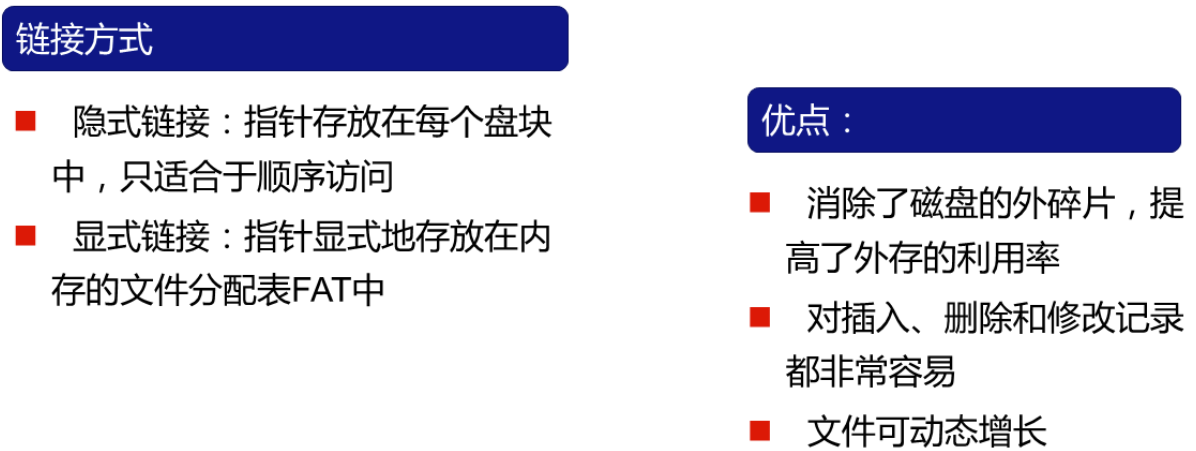 链接方式
隐式链接：指针存放在每个盘块
中，只适合于顺序访问
显式链接：指针显式地存放在内
存的文件分配表FAT中
优点：
消除了磁盘的外碎片，提
高了外存的利用率
对插入、删除和修改记录
都非常容易
文件可动态增长